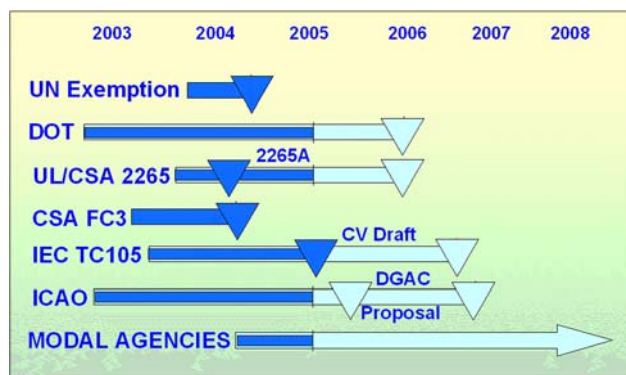 2003 2004 2005 2006 2007 2008
UN Exemption
DOT
2265A
UL/CSA 2265
CSA FC3
CV Draft
IEC TC105
DGAC
ICAO
Proposal
MODAL AGENCIES